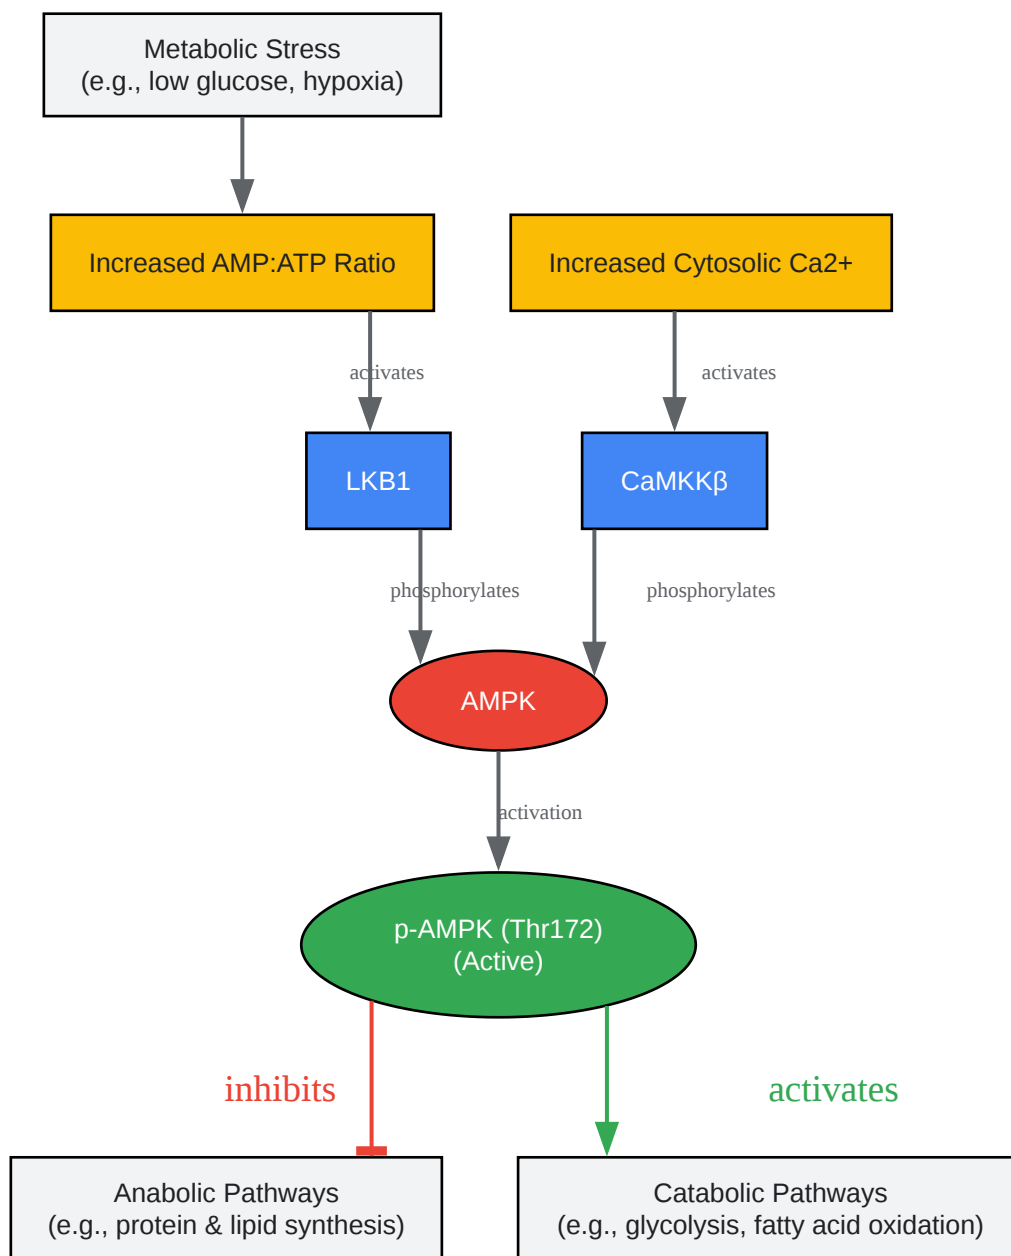 Metabolic Stress
(e.g., low glucose, hypoxia)
Increased AMP:ATP Ratio
Increased Cytosolic Ca2+
activates
activates
LKB1
CaMKKβ
phosphorylates
phosphorylates
AMPK
activation
p-AMPK (Thr172)
(Active)
inhibits
activates
Anabolic Pathways
(e.g., protein & lipid synthesis)
Catabolic Pathways
(e.g., glycolysis, fatty acid oxidation)